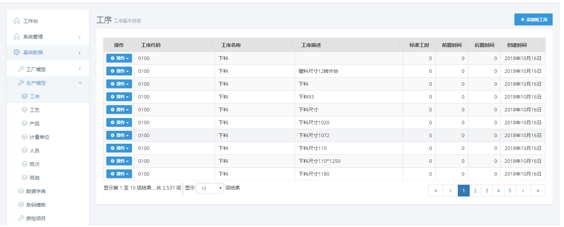 工作台
系统管理
基础数据
工厂模型
生产模型
工序
工艺
产品
计量单位
人员
班次
班组
数据字典
条码模板
质检项目
工序 工序基本信息
+ 添加新工序
操作 工序代码 工序名称 工序描述 标准工时 前置时间 后置时间 创建时间
操作 0100 下料 0 0 0 2018年10月16日
操作 0100 下料 塑料尺寸12牌外协 0 0 0 2018年10月16日
操作 0100 下料 下料 0 0 0 2018年10月16日
操作 0100 下料 下料93 0 0 0 2018年10月16日
操作 0100 下料 下料尺寸 0 0 0 2018年10月16日
操作 0100 下料 下料尺寸1020 0 0 0 2018年10月16日
操作 0100 下料 下料尺寸1072 0 0 0 2018年10月16日
操作 0100 下料 下料尺寸110 0 0 0 2018年10月16日
操作 0100 下料 下料尺寸110*1250 0 0 0 2018年10月16日
操作 0100 下料 下料尺寸1180 0 0 0 2018年10月16日
显示第 1 至 10 项结果，共 2,537 项 显示 10 项结果
« ‹ 1 2 3 4 5 › »